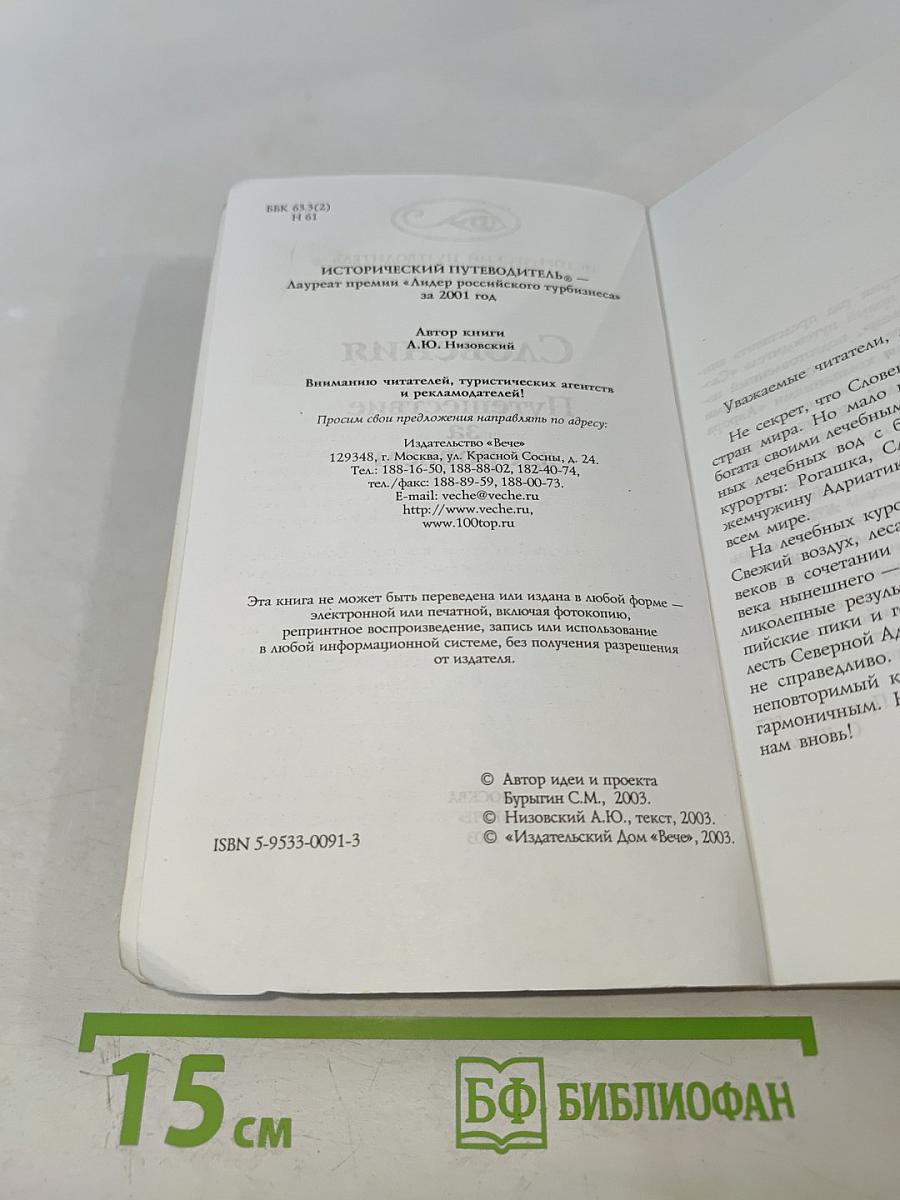 ББК 63.3(2)
Н 61
ИСТОРИЧЕСКИЙ ПУТЕВОДИТЕЛЬ® —
Лауреат премии «Лидер российского турбизнеса»
за 2001 год
Автор книги
А.Ю. Низовский
Вниманию читателей, туристических агентств
и рекламодателей!
Просим свои предложения направлять по адресу:
Издательство «Вече»
129348, г. Москва, ул. Красной Сосны, д. 24.
Тел.: 188-16-50, 188-88-02, 182-40-74,
тел./факс: 188-89-59, 188-00-73.
E-mail: veche@veche.ru
http://www.veche.ru,
www.100top.ru
Эта книга не может быть переведена или издана в любой форме —
электронной или печатной, включая фотокопию,
репринтное воспроизведение, запись или использование
в любой информационной системе, без получения разрешения
от издателя.
© Автор идеи и проекта
Бурыгин С.М., 2003.
© Низовский А.Ю., текст, 2003.
© «Издательский Дом «Вече», 2003.
ISBN 5-9533-0091-3
Уважаемые читатели,
Не секрет, что Словен
стран мира. Но мало
богата своими лечебным
ных лечебных вод с
курорты: Рогашка,
жемчужину Адриатик
всем мире.
На лечебных куро
Свежий воздух, леса
веков в сочетании
века нынешнего —
ликолепные резуль
пийские пики и г
лесть Северной Ад
не справедливо.
неповторимый к
гармоничным.
нам вновь!
15 см
БФ БИБЛИОФАН